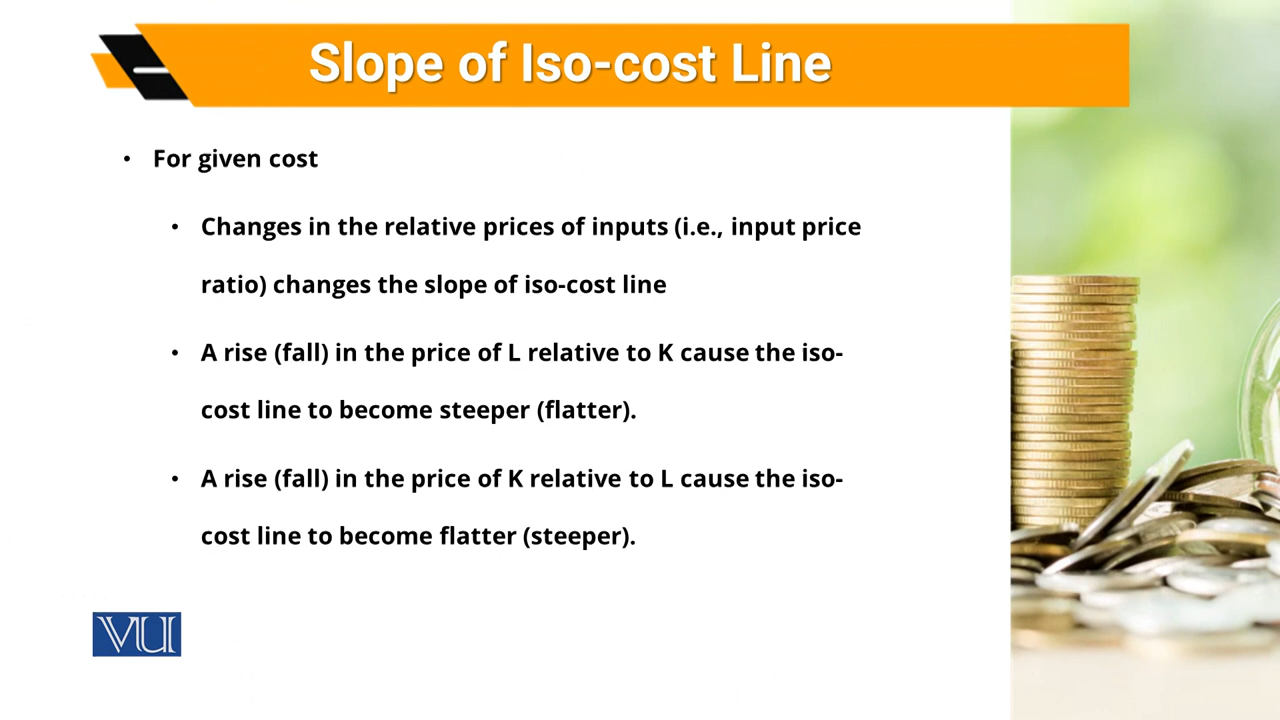 Slope of Iso-cost Line
• For given cost
• Changes in the relative prices of inputs (i.e., input price
ratio) changes the slope of iso-cost line
• A rise (fall) in the price of L relative to K cause the iso-
cost line to become steeper (flatter).
• A rise (fall) in the price of K relative to L cause the iso-
cost line to become flatter (steeper).
VU